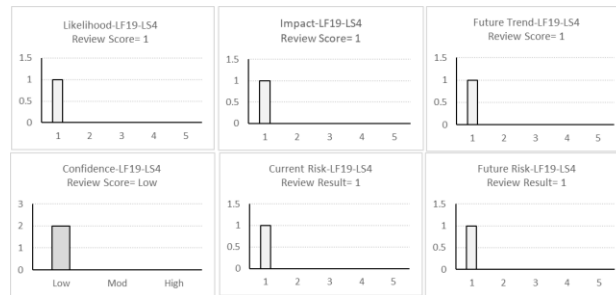 Likelihood-LF19-LS4
Review Score= 1
1.5
1
0.5
0
1 2 3 4 5
Impact-LF19-LS4
Review Score= 1
1.5
1
0.5
0
1 2 3 4 5
Future Trend-LF19-LS4
Review Score= 1
1.5
1
0.5
0
1 2 3 4 5
Confidence-LF19-LS4
Review Score= Low
3
2
1
0
Low Mod High
Current Risk-LF19-LS4
Review Result= 1
1.5
1
0.5
0
1 2 3 4 5
Future Risk-LF19-LS4
Review Result= 1
1.5
1
0.5
0
1 2 3 4 5